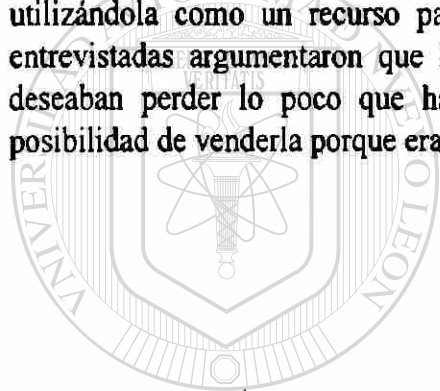 utilizándola como un recurso pa
entrevistadas argumentaron que
deseaban perder lo poco que ha
posibilidad de venderla porque era
VERITATIS